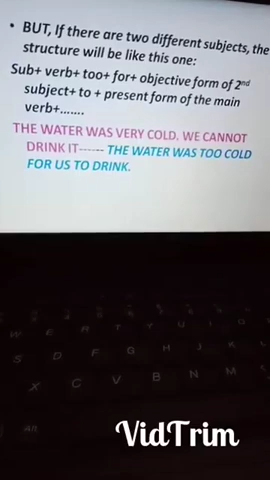 • BUT, If there are two different subjects, the
structure will be like this one:
Sub+ verb+ too+ for+ objective form of 2nd
subject+ to + present form of the main
verb+.......
THE WATER WAS VERY COLD. WE CANNOT
DRINK IT------ THE WATER WAS TOO COLD
FOR US TO DRINK.
W E R T Y U I O
S D F G H J K
X C V B N M
Alt
VidTrim